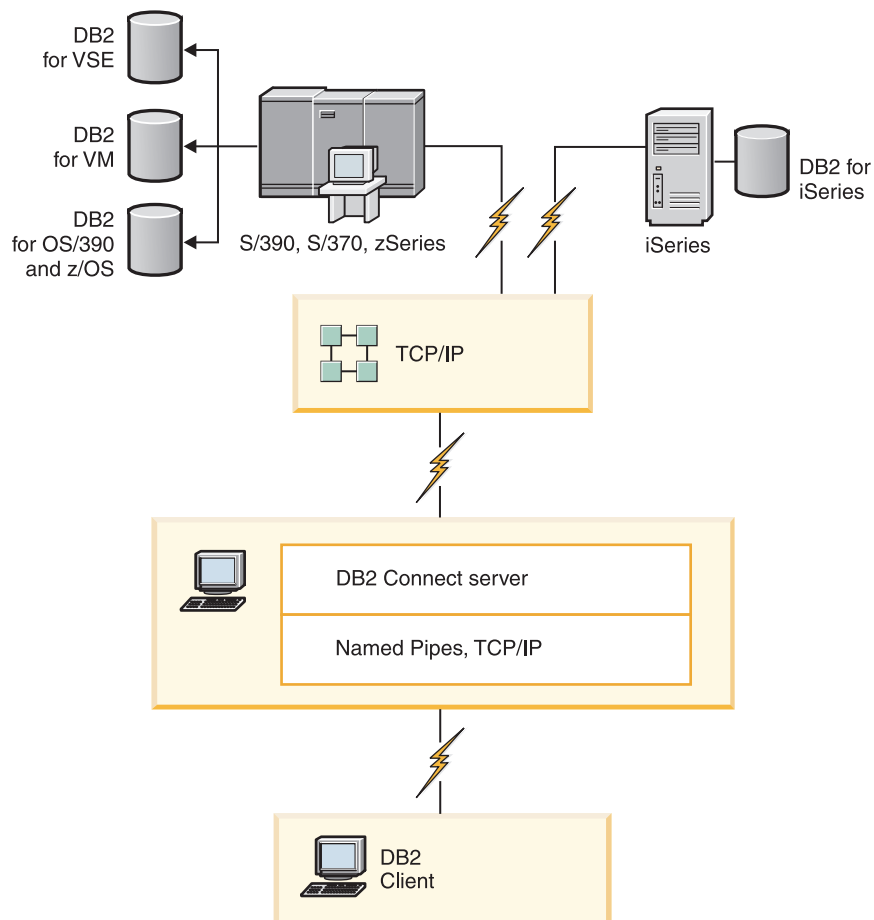 DB2
for VSE
DB2
for VM
DB2
for OS/390
and z/OS
S/390, S/370, zSeries
iSeries
DB2 for
iSeries
TCP/IP
DB2 Connect server
Named Pipes, TCP/IP
DB2
Client